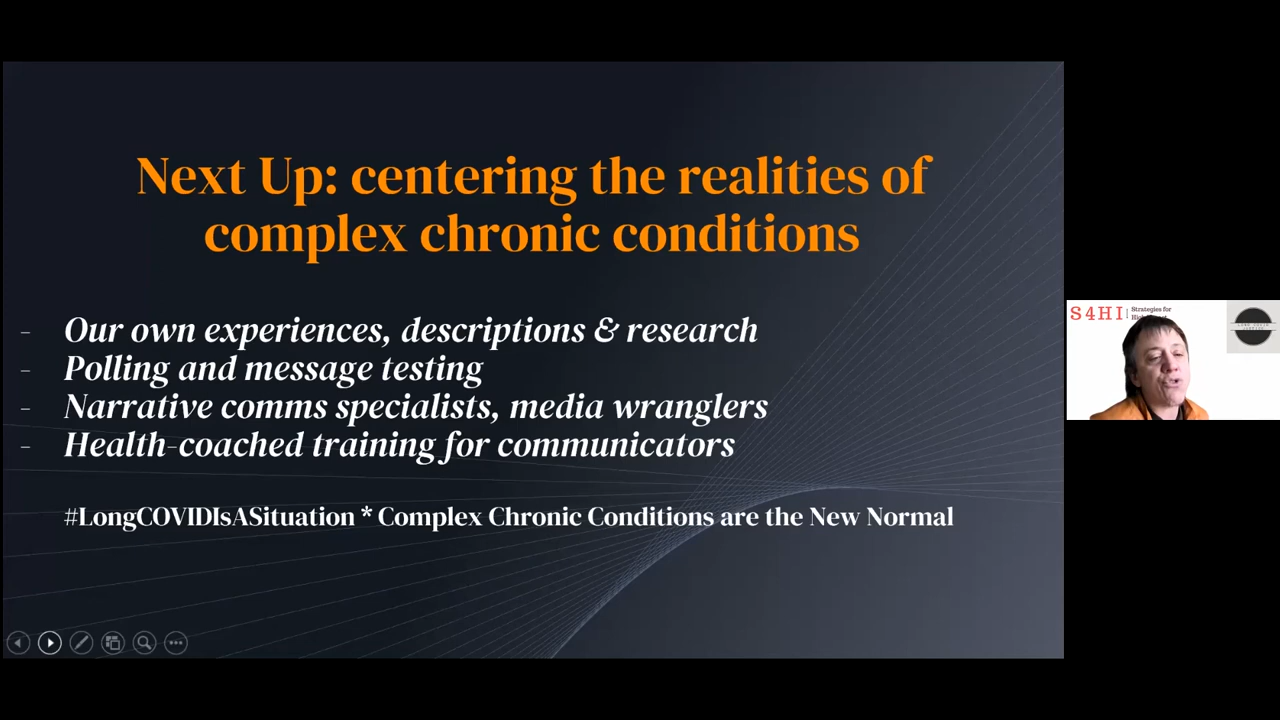 Next Up: centering the realities of
complex chronic conditions
- Our own experiences, descriptions & research
- Polling and message testing
- Narrative comms specialists, media wranglers
- Health-coached training for communicators
#LongCOVIDIsASituation * Complex Chronic Conditions are the New Normal
S4HI
Strategies for